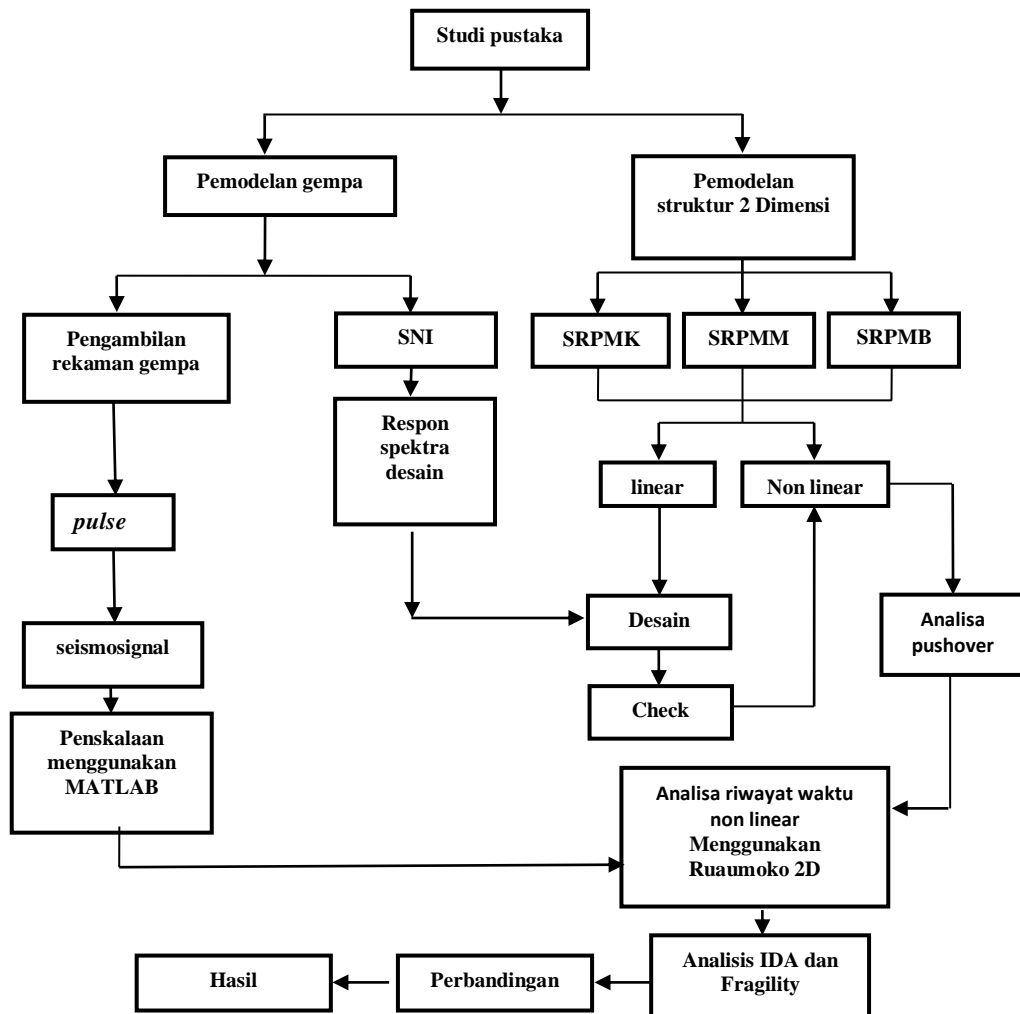 Studi pustaka
Pemodelan gempa
Pemodelan
struktur 2 Dimensi
Pengambilan
rekaman gempa
SNI
SRPMK
SRPMM
SRPMB
Respon
spektra
desain
linear
Non linear
pulse
Desain
Analisa
pushover
seismosignal
Check
Penskalaan
menggunakan
MATLAB
Analisa riwayat waktu
non linear
Menggunakan
Ruaumoko 2D
Hasil
Perbandingan
Analisis IDA dan
Fragility